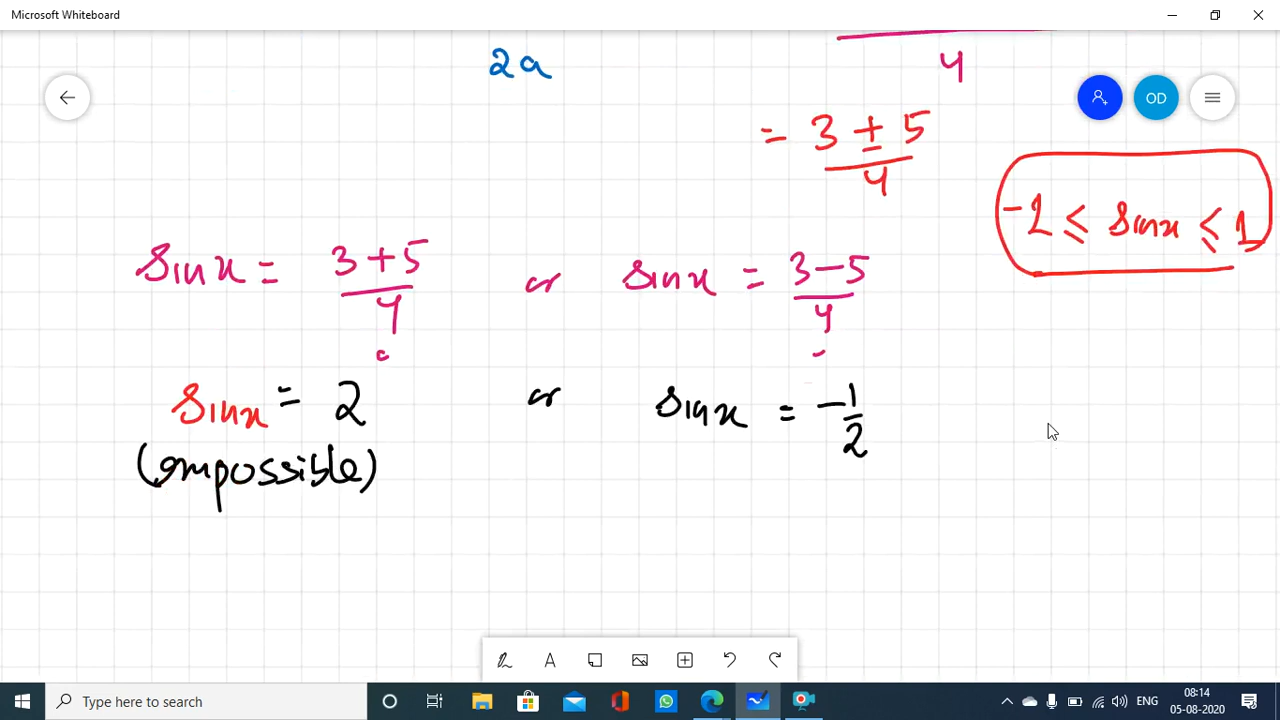 Microsoft Whiteboard
2a
4
= 3 ± 5
4
OD
-1 ≤ sinx ≤ 1
sinx = 3+5 or sinx = 3-5
4 4
sinx = 2 or sinx = -1
2
(impossible)
Type here to search
ENG
08:14
05-08-2020